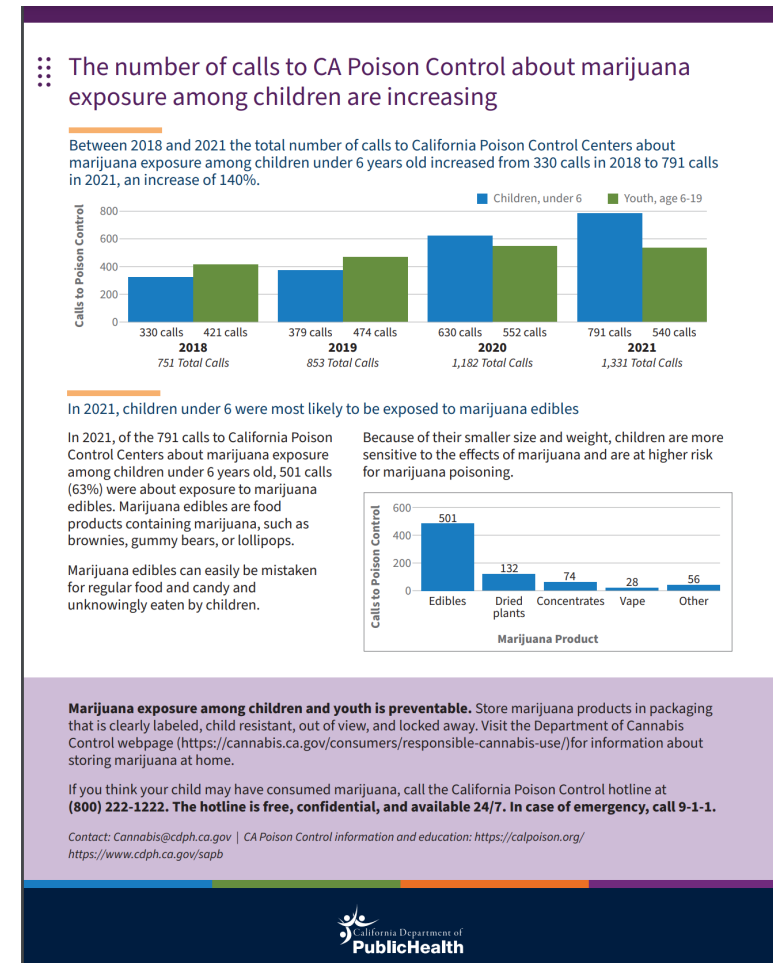 The number of calls to CA Poison Control about marijuana
exposure among children are increasing
Between 2018 and 2021 the total number of calls to California Poison Control Centers about
marijuana exposure among children under 6 years old increased from 330 calls in 2018 to 791 calls
in 2021, an increase of 140%.
Children, under 6 Youth, age 6-19
Calls to Poison Control
800
600
400
200
0
330 calls 421 calls 379 calls 474 calls 630 calls 552 calls 791 calls 540 calls
2018 2019 2020 2021
751 Total Calls 853 Total Calls 1,182 Total Calls 1,331 Total Calls
In 2021, children under 6 were most likely to be exposed to marijuana edibles
In 2021, of the 791 calls to California Poison
Control Centers about marijuana exposure
among children under 6 years old, 501 calls
(63%) were about exposure to marijuana
edibles. Marijuana edibles are food
products containing marijuana, such as
brownies, gummy bears, or lollipops.
Marijuana edibles can easily be mistaken
for regular food and candy and
unknowingly eaten by children.
Because of their smaller size and weight, children are more
sensitive to the effects of marijuana and are at higher risk
for marijuana poisoning.
Calls to Poison Control
600
400
200
0
501 132 74 28 56
Edibles Dried Concentrates Vape Other
plants
Marijuana Product
Marijuana exposure among children and youth is preventable. Store marijuana products in packaging
that is clearly labeled, child resistant, out of view, and locked away. Visit the Department of Cannabis
Control webpage (https://cannabis.ca.gov/consumers/responsible-cannabis-use/)for information about
storing marijuana at home.
If you think your child may have consumed marijuana, call the California Poison Control hotline at
(800) 222-1222. The hotline is free, confidential, and available 24/7. In case of emergency, call 9-1-1.
Contact: Cannabis@cdph.ca.gov | CA Poison Control information and education: https://calpoison.org/
https://www.cdph.ca.gov/sapb
California Department of
PublicHealth